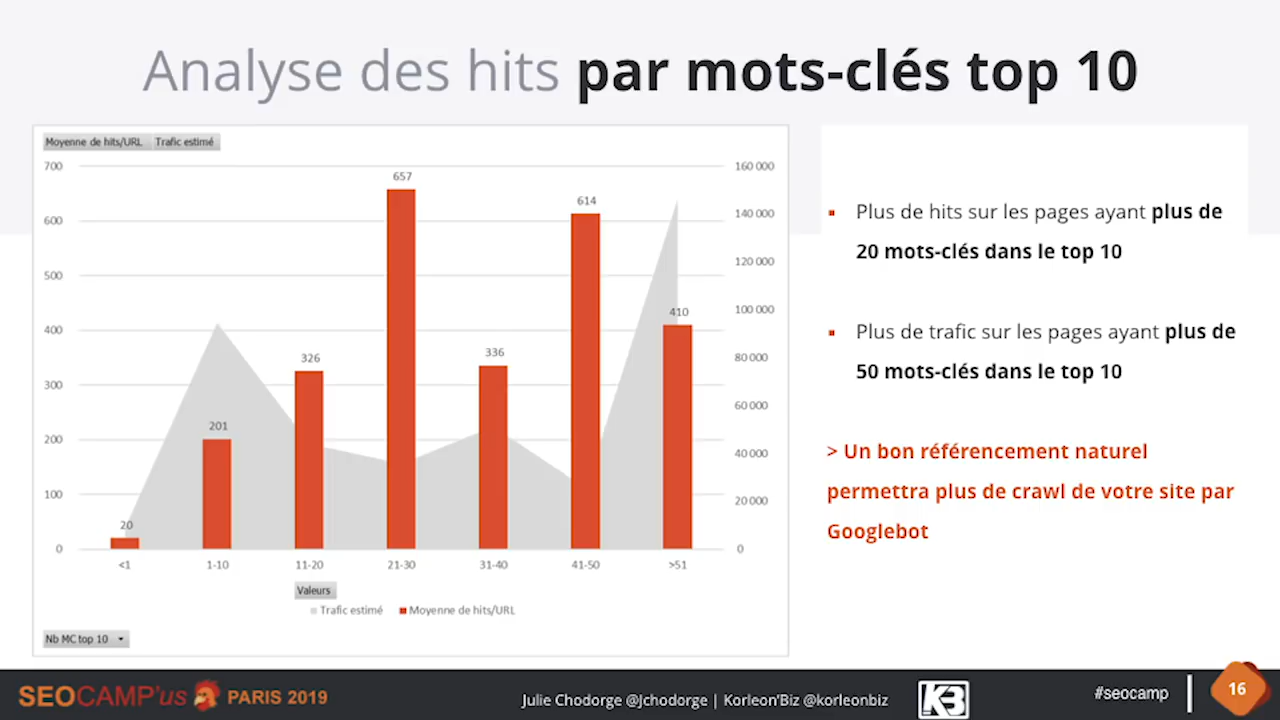 Analyse des hits par mots-clés top 10
Moyenne de hits/URL Trafic estimé
700
600
500
400
300
200
100
0
160 000
140 000
120 000
100 000
80 000
60 000
40 000
20 000
0
20
201
326
657
336
614
410
<1
1-10
11-20
21-30
31-40
41-50
>51
Valeurs
Trafic estimé Moyenne de hits/URL
Nb MC top 10
Plus de hits sur les pages ayant plus de
20 mots-clés dans le top 10
Plus de trafic sur les pages ayant plus de
50 mots-clés dans le top 10
> Un bon référencement naturel
permettra plus de crawl de votre site par
Googlebot
SEOCAMP'us PARIS 2019
Julie Chodorge @Jchodorge | Korleon'Biz @korleonbiz
K3
#seocamp
16